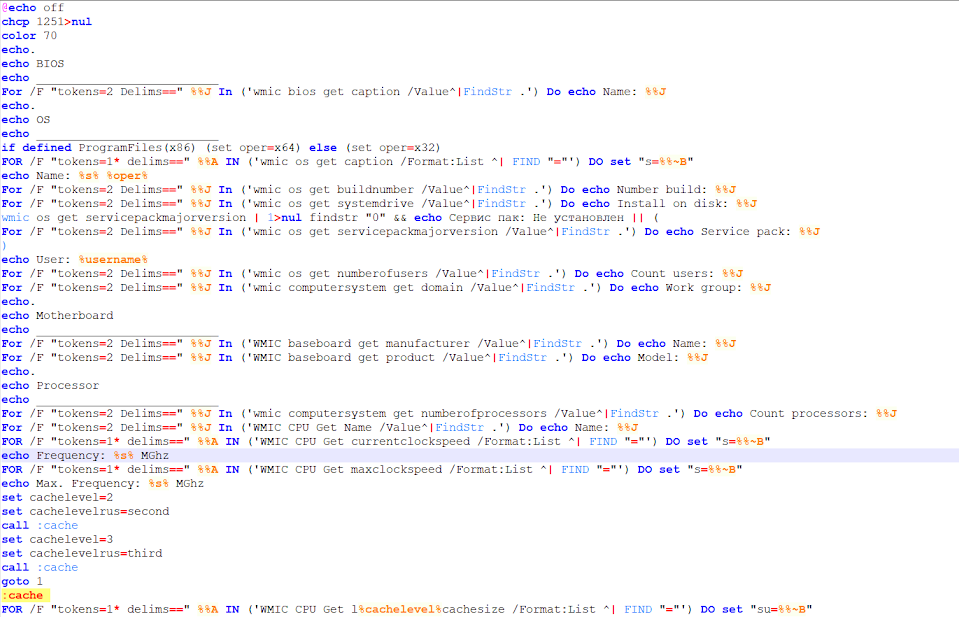 @echo off
chcp 1251>nul
color 70
echo.
echo BIOS
echo __________________________
For /F "tokens=2 Delims==" %%J In ('wmic bios get caption /Value^|FindStr .') Do echo Name: %%J
echo.
echo OS
echo __________________________
if defined ProgramFiles(x86) (set oper=x64) else (set oper=x32)
FOR /F "tokens=1* delims==" %%A IN ('wmic os get caption /Format:List ^| FIND "="') DO set "s=%%~B"
echo Name: %s% %oper%
For /F "tokens=2 Delims==" %%J In ('wmic os get buildnumber /Value^|FindStr .') Do echo Number build: %%J
For /F "tokens=2 Delims==" %%J In ('wmic os get systemdrive /Value^|FindStr .') Do echo Install on disk: %%J
wmic os get servicepackmajorversion | 1>nul findstr "0" && echo Сервис пак: Не установлен || (
For /F "tokens=2 Delims==" %%J In ('wmic os get servicepackmajorversion /Value^|FindStr .') Do echo Service pack: %%J
)
echo User: %username%
For /F "tokens=2 Delims==" %%J In ('wmic os get numberofusers /Value^|FindStr .') Do echo Count users: %%J
For /F "tokens=2 Delims==" %%J In ('wmic computersystem get domain /Value^|FindStr .') Do echo Work group: %%J
echo.
echo Motherboard
echo __________________________
For /F "tokens=2 Delims==" %%J In ('WMIC baseboard get manufacturer /Value^|FindStr .') Do echo Name: %%J
For /F "tokens=2 Delims==" %%J In ('WMIC baseboard get product /Value^|FindStr .') Do echo Model: %%J
echo.
echo Processor
echo __________________________
For /F "tokens=2 Delims==" %%J In ('wmic computersystem get numberofprocessors /Value^|FindStr .') Do echo Count processors: %%J
For /F "tokens=2 Delims==" %%J In ('WMIC CPU Get Name /Value^|FindStr .') Do echo Name: %%J
FOR /F "tokens=1* delims==" %%A IN ('WMIC CPU Get currentclockspeed /Format:List ^| FIND "="') DO set "s=%%~B"
echo Frequency: %s% MGhz
FOR /F "tokens=1* delims==" %%A IN ('WMIC CPU Get maxclockspeed /Format:List ^| FIND "="') DO set "s=%%~B"
echo Max. Frequency: %s% MGhz
set cachelevel=2
set cachelevelrus=second
call :cache
set cachelevel=3
set cachelevelrus=third
call :cache
goto 1
:cache
FOR /F "tokens=1* delims==" %%A IN ('WMIC CPU Get l%cachelevel%cachesize /Format:List ^| FIND "="') DO set "su=%%~B"